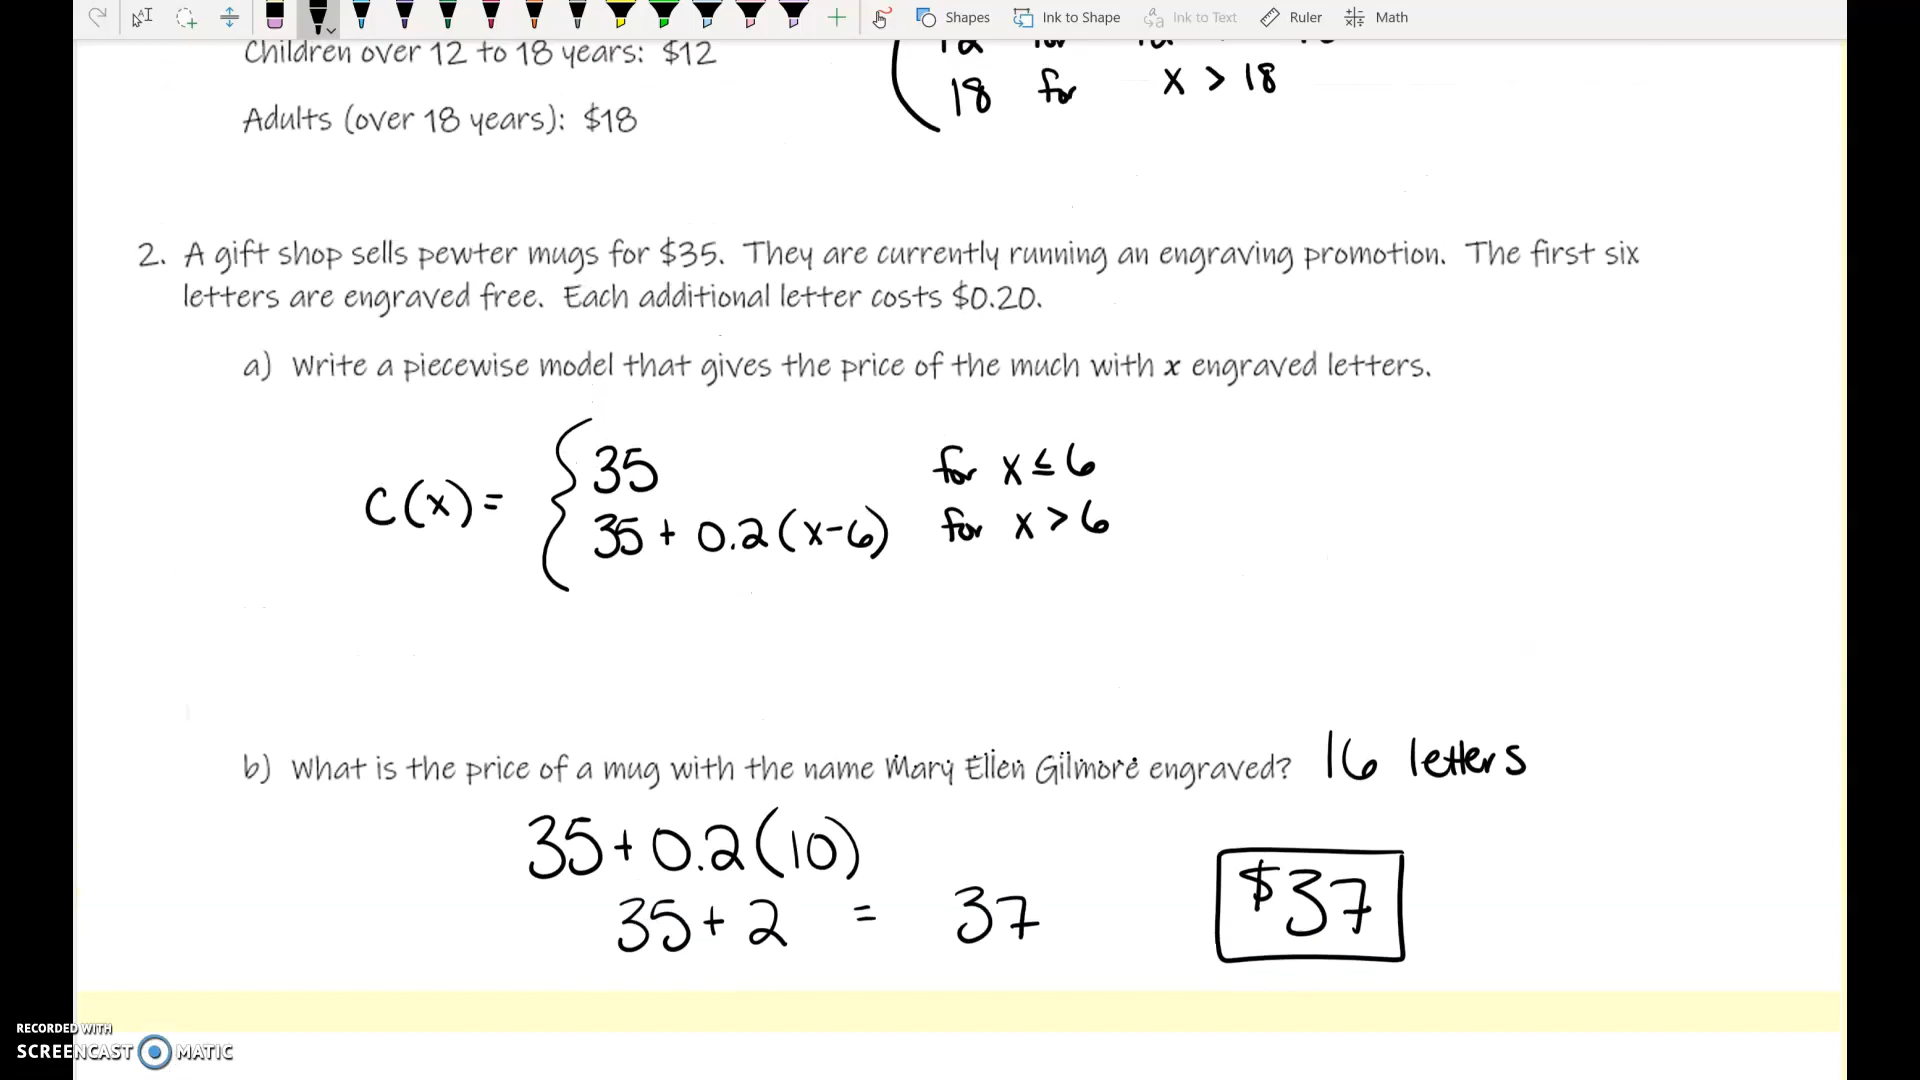 Shapes Ink to Shape Ink to Text Ruler Math
Children over 12 to 18 years: $12
Adults (over 18 years): $18
18 for x > 18
2. A gift shop sells pewter mugs for $35. They are currently running an engraving promotion. The first six
letters are engraved free. Each additional letter costs $0.20.
a) Write a piecewise model that gives the price of the much with x engraved letters.
35 for x ≤ 6
C(x) =
35 + 0.2(x-6) for x > 6
b) What is the price of a mug with the name Mary Ellen Gilmore engraved? 16 letters
35 + 0.2(10)
35 + 2 = 37
$37
RECORDED WITH
SCREENCAST MATIC